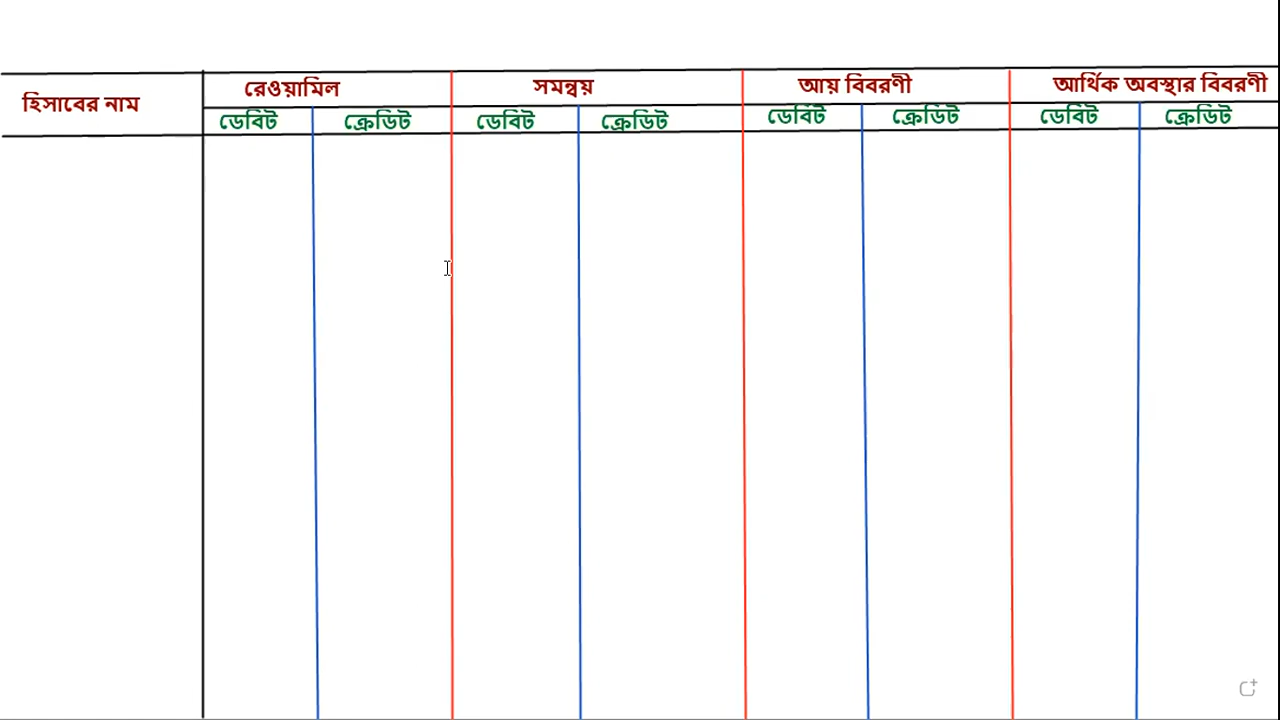 হিসাবের নাম রেওয়ামিল সমন্বয় আয় বিবরণী আর্থিক অবস্থার বিবরণী
ডেবিট ক্রেডিট ডেবিট ক্রেডিট ডেবিট ক্রেডিট ডেবিট ক্রেডিট